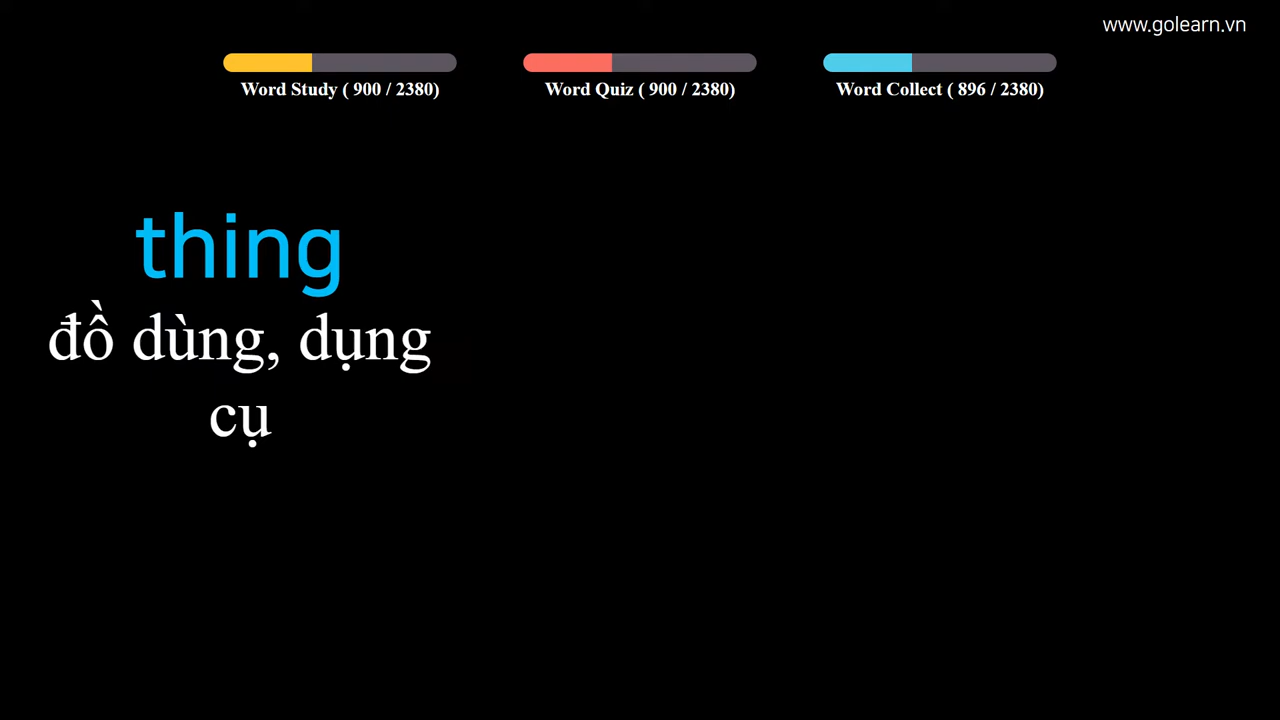 www.golearn.vn
Word Study ( 900 / 2380)
Word Quiz ( 900 / 2380)
Word Collect ( 896 / 2380)
thing
đồ dùng, dụng
cụ